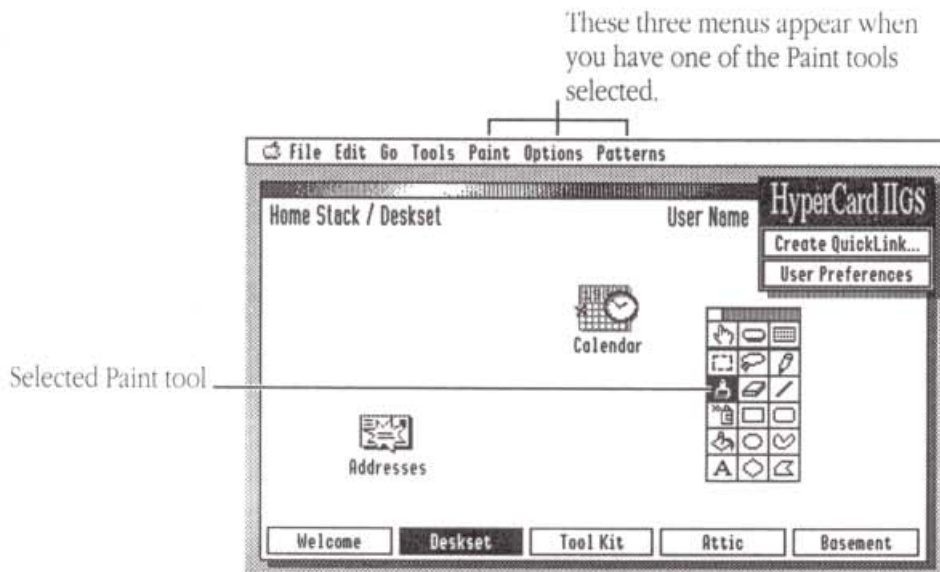 These three menus appear when
you have one of the Paint tools
selected.
File Edit Go Tools Paint Options Patterns
Home Stack / Deskset
User Name
HyperCard IIGS
Create QuickLink...
User Preferences
Calendar
Selected Paint tool
Addresses
A
Welcome Deskset Tool Kit Attic Basement